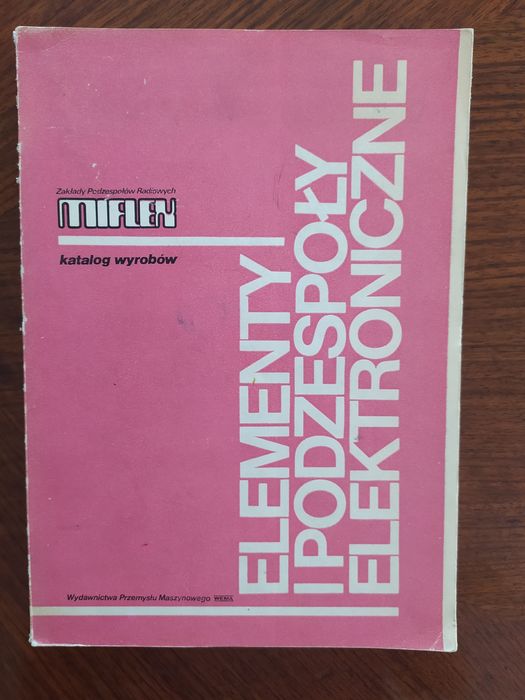 Zakłady Podzespołów Radiowych
MIFLEX
katalog wyrobów
ELEMENTY
I PODZESPOŁY
ELEKTRONICZNE
Wydawnictwa Przemysłu Maszynowego WEMA